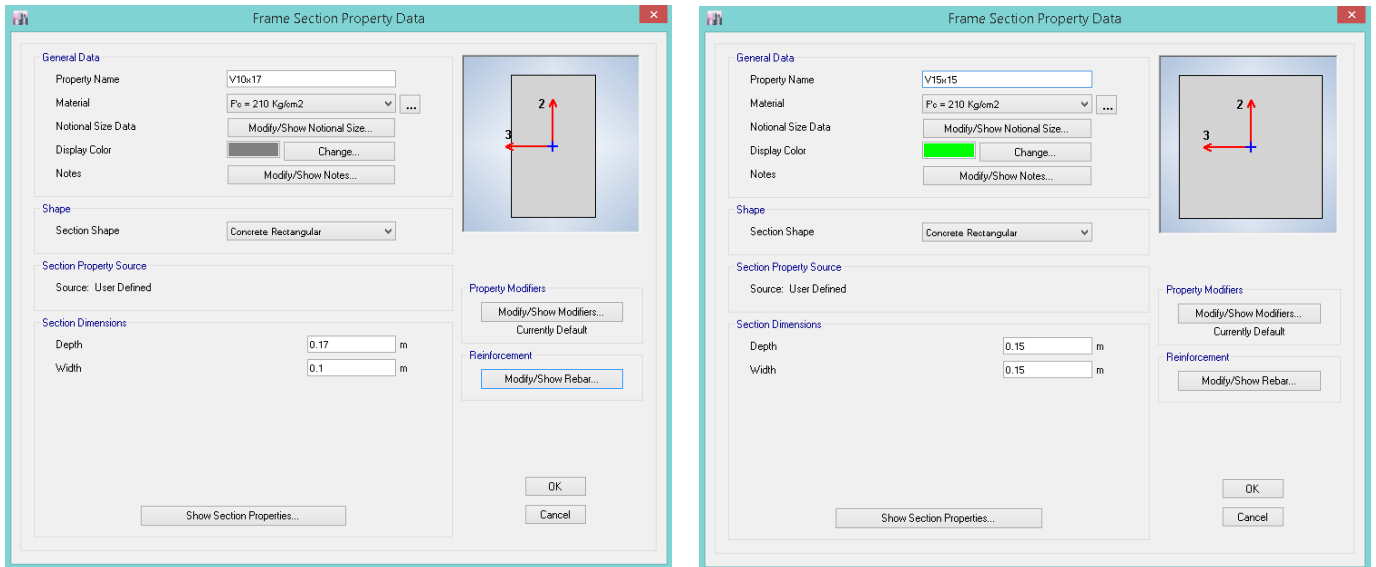 Frame Section Property Data
General Data
Property Name V10x17
Material F'c = 210 Kg/cm2 ...
Notional Size Data Modify/Show Notional Size...
Display Color Change...
Notes Modify/Show Notes...
2
3
Shape
Section Shape Concrete Rectangular
Section Property Source
Source: User Defined
Property Modifiers
Modify/Show Modifiers...
Currently Default
Section Dimensions
Depth 0.17 m
Width 0.1 m
Reinforcement
Modify/Show Rebar...
OK
Show Section Properties...
Cancel
Frame Section Property Data
General Data
Property Name V15x15
Material F'c = 210 Kg/cm2 ...
Notional Size Data Modify/Show Notional Size...
Display Color Change...
Notes Modify/Show Notes...
2
3
Shape
Section Shape Concrete Rectangular
Section Property Source
Source: User Defined
Property Modifiers
Modify/Show Modifiers...
Currently Default
Section Dimensions
Depth 0.15 m
Width 0.15 m
Reinforcement
Modify/Show Rebar...
OK
Show Section Properties...
Cancel